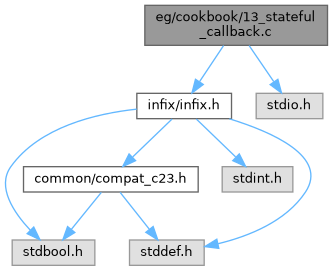 eg/cookbook/13_stateful
_callback.c
infix/infix.h
stdio.h
common/compat_c23.h
stdint.h
stdbool.h
stddef.h